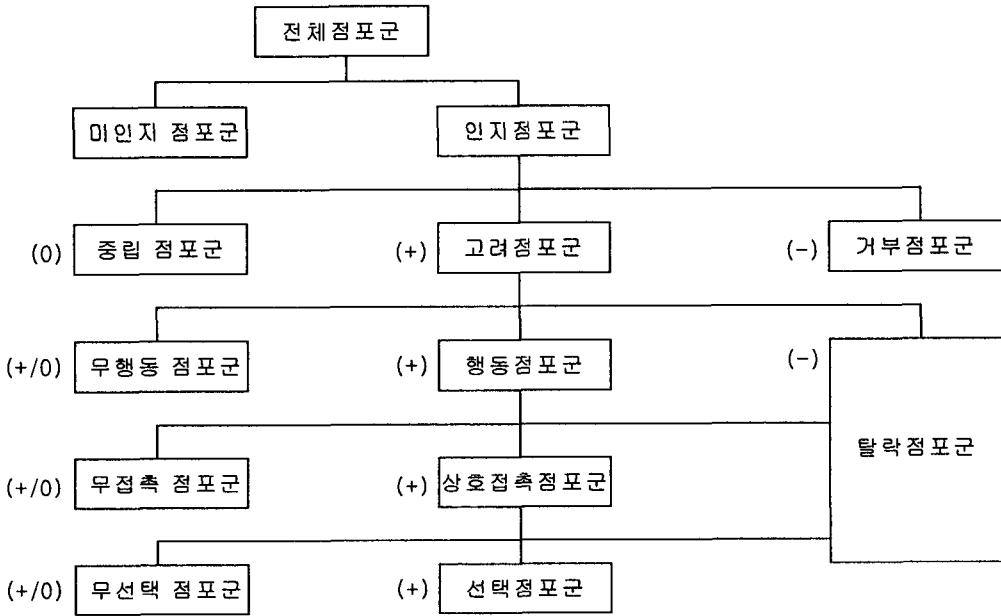 전체점포군
미인지 점포군 인지점포군
(0) 중립 점포군 (+) 고려점포군 (-) 거부점포군
(+/0) 무행동 점포군 (+) 행동점포군 (-)
탈락점포군
(+/0) 무접촉 점포군 (+) 상호접촉점포군
(+/0) 무선택 점포군 (+) 선택점포군